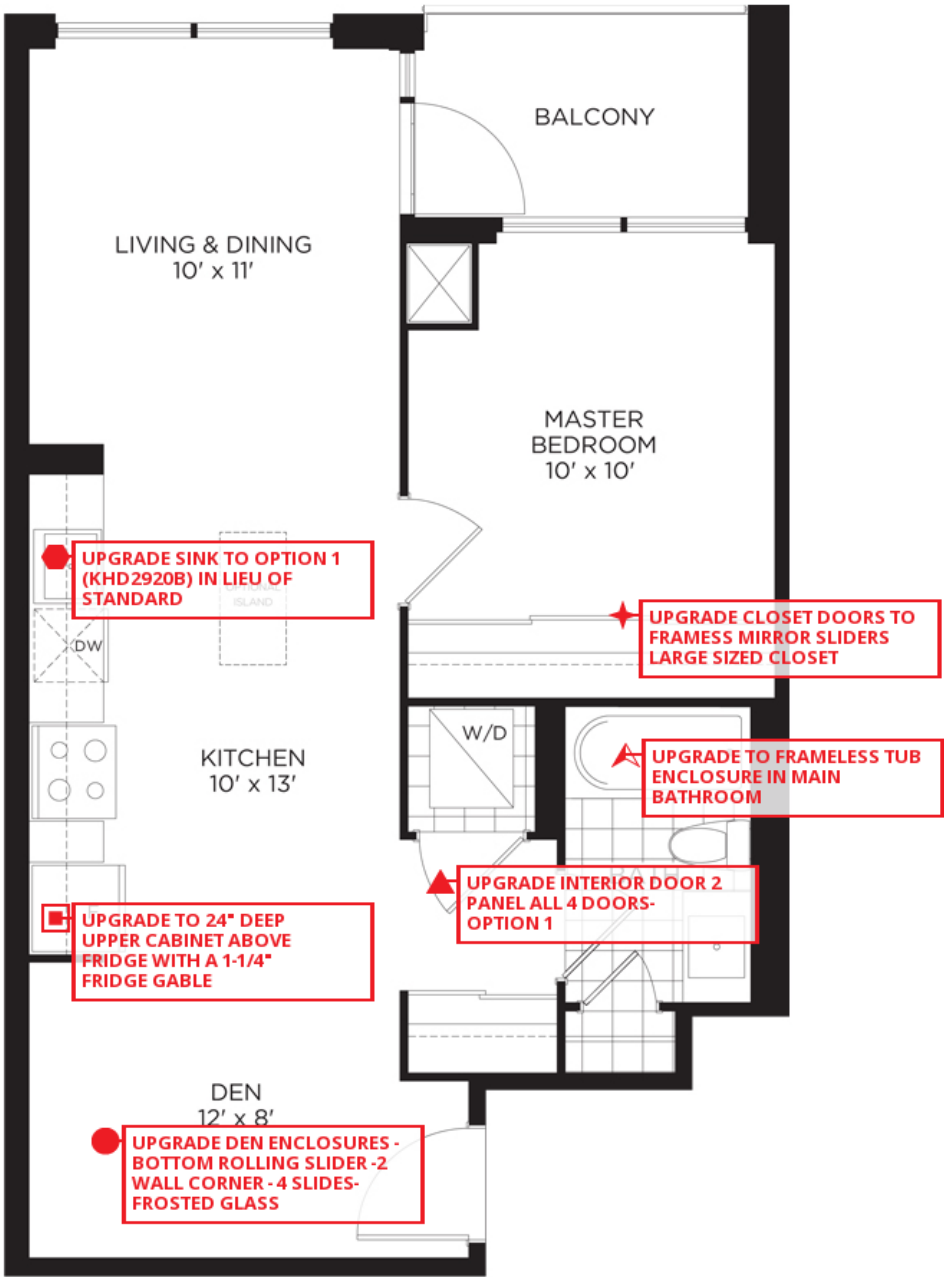 BALCONY
LIVING & DINING
10' x 11'
MASTER
BEDROOM
10' x 10'
UPGRADE SINK TO OPTION 1
(KHD2920B) IN LIEU OF
STANDARD
OPTIONAL
ISLAND
DW
UPGRADE CLOSET DOORS TO
FRAMESS MIRROR SLIDERS
LARGE SIZED CLOSET
W/D
KITCHEN
10' x 13'
UPGRADE TO FRAMELESS TUB
ENCLOSURE IN MAIN
BATHROOM
BATH
UPGRADE INTERIOR DOOR 2
PANEL ALL 4 DOORS-
OPTION 1
UPGRADE TO 24" DEEP
UPPER CABINET ABOVE
FRIDGE WITH A 1-1/4"
FRIDGE GABLE
DEN
12' x 8'
UPGRADE DEN ENCLOSURES -
BOTTOM ROLLING SLIDER -2
WALL CORNER - 4 SLIDES-
FROSTED GLASS